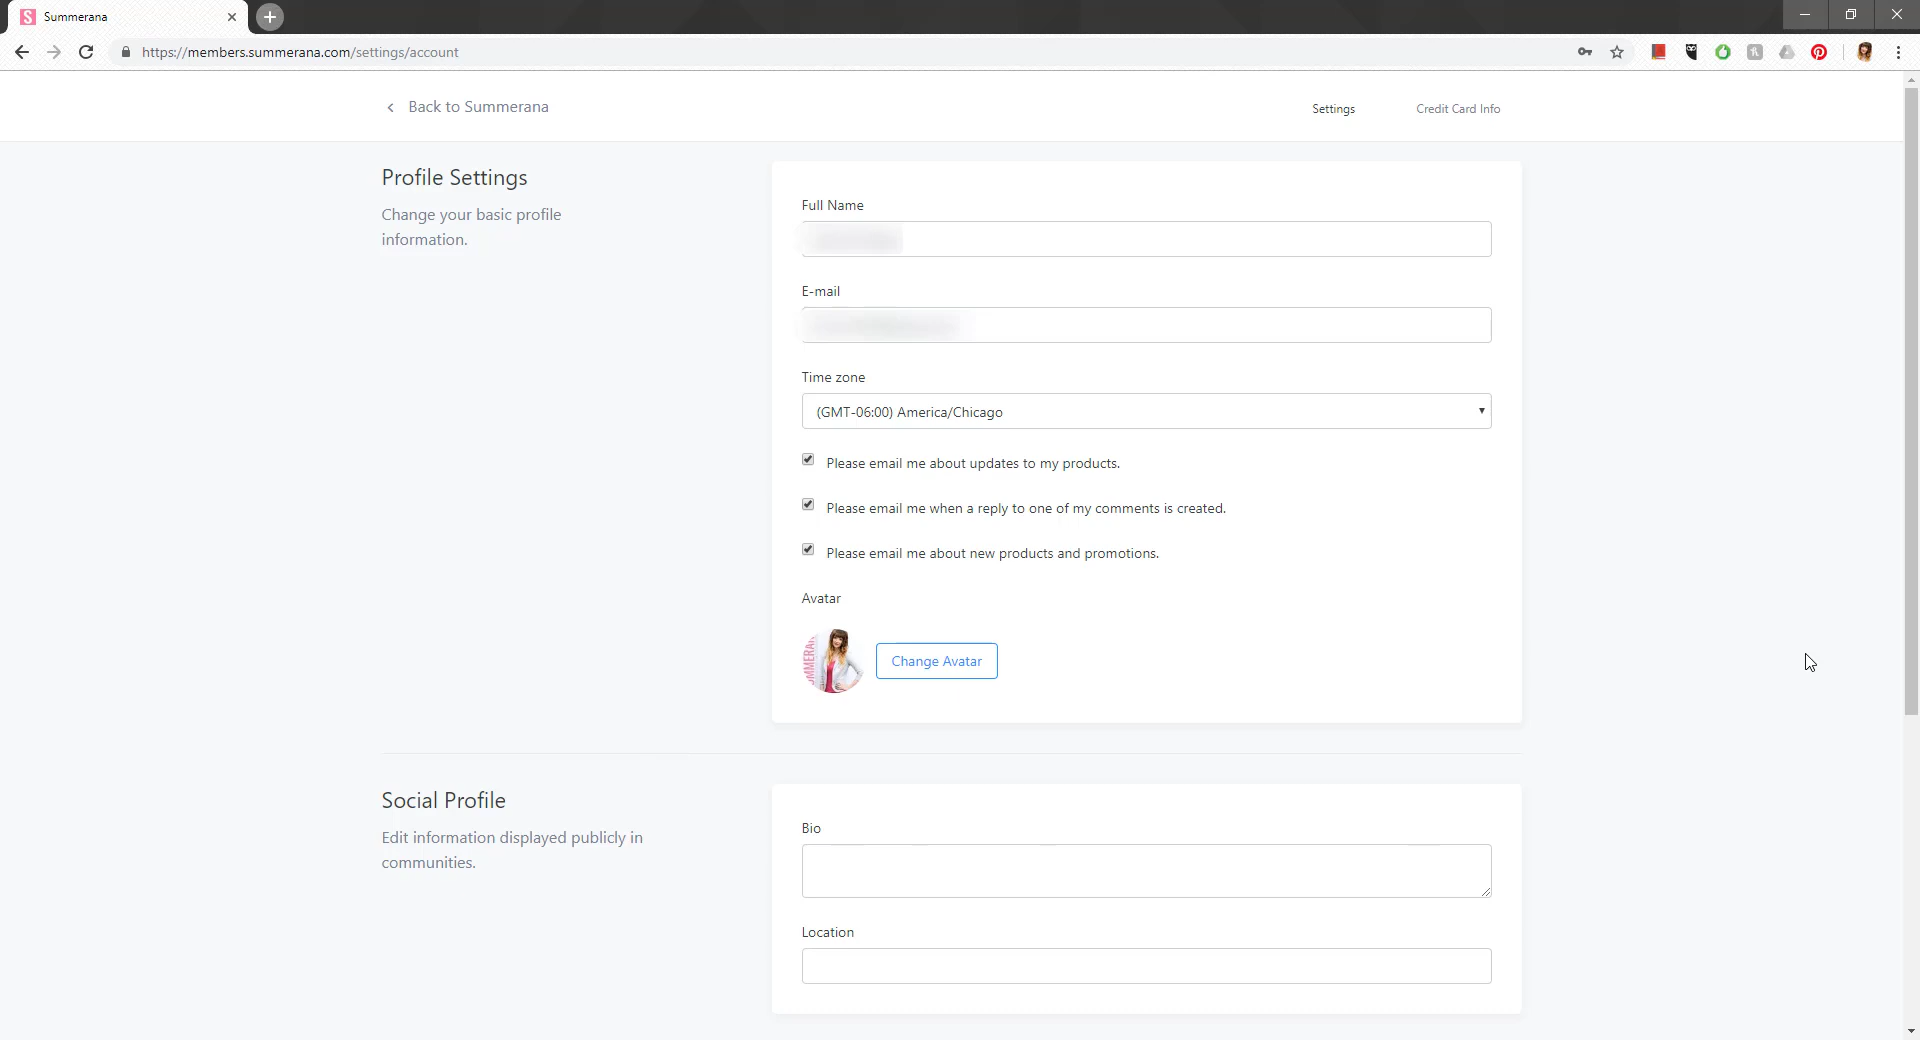 Summerana
https://members.summerana.com/settings/account
Back to Summerana
Settings
Credit Card Info
Profile Settings
Change your basic profile
information.
Full Name
E-mail
Time zone
(GMT-06:00) America/Chicago
Please email me about updates to my products.
Please email me when a reply to one of my comments is created.
Please email me about new products and promotions.
Avatar
Change Avatar
Social Profile
Edit information displayed publicly in
communities.
Bio
Location